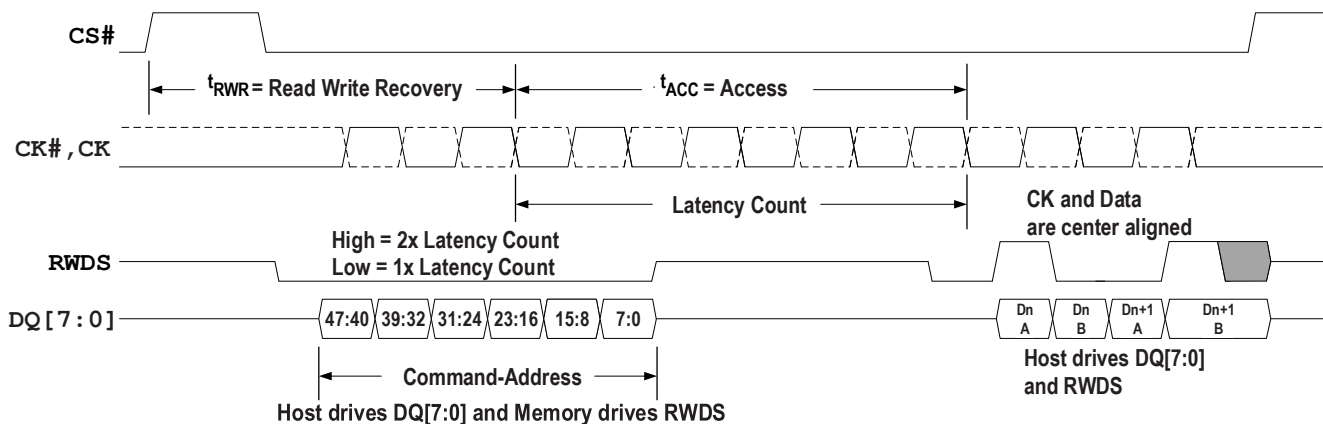 CS#
tRWR = Read Write Recovery
tACC = Access
CK#,CK
Latency Count
CK and Data
are center aligned
High = 2x Latency Count
Low = 1x Latency Count
RWDS
DQ[7:0]
47:40 39:32 31:24 23:16 15:8 7:0
Dn A
Dn B
Dn+1 A
Dn+1 B
Command-Address
Host drives DQ[7:0]
and RWDS
Host drives DQ[7:0] and Memory drives RWDS